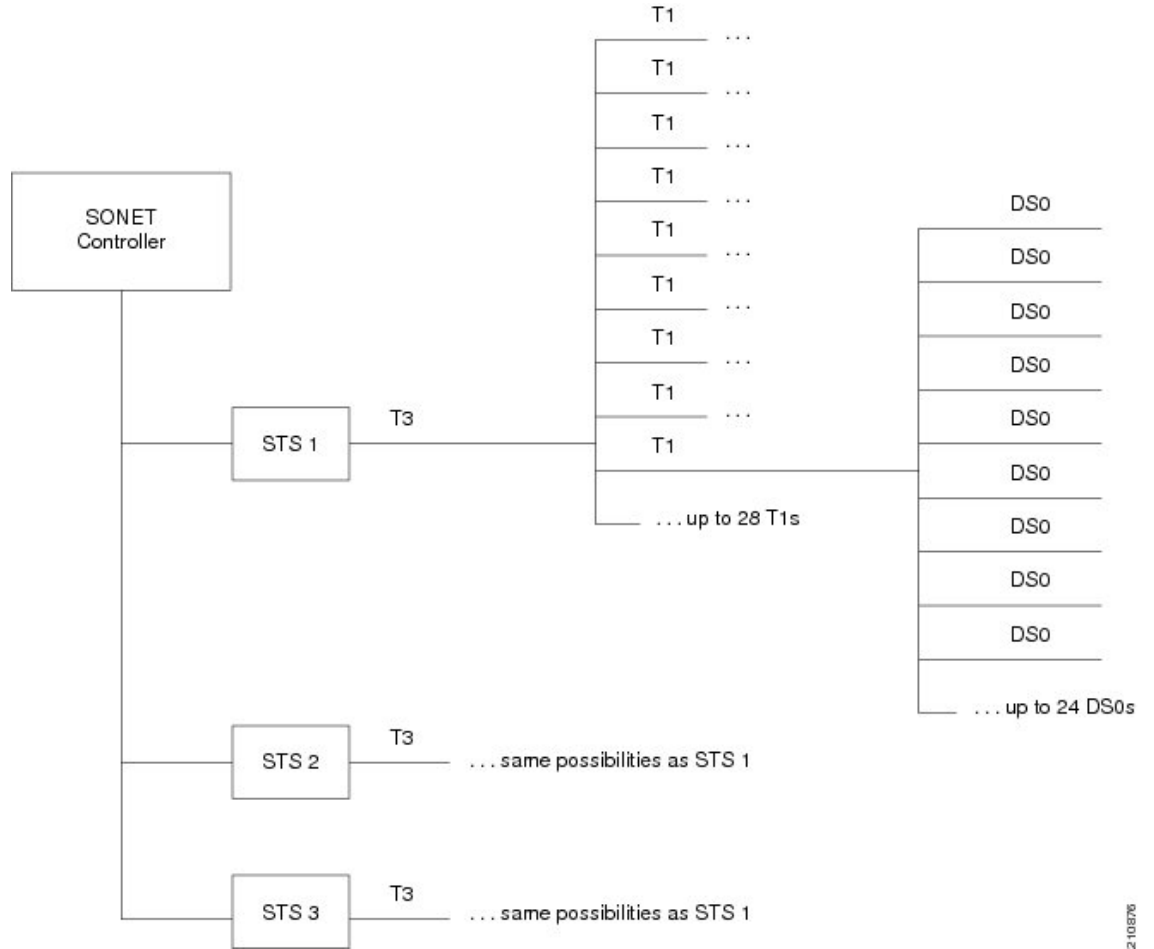 T1
. . .
T1
. . .
T1
. . .
T1
. . .
T1
. . .
T1
. . .
T1
. . .
T1
. . .
T1
. . . up to 28 T1s
SONET
Controller
STS 1
T3
DS0
DS0
DS0
DS0
DS0
DS0
DS0
DS0
DS0
. . . up to 24 DS0s
STS 2
T3
. . . same possibilities as STS 1
STS 3
T3
. . . same possibilities as STS 1
210876